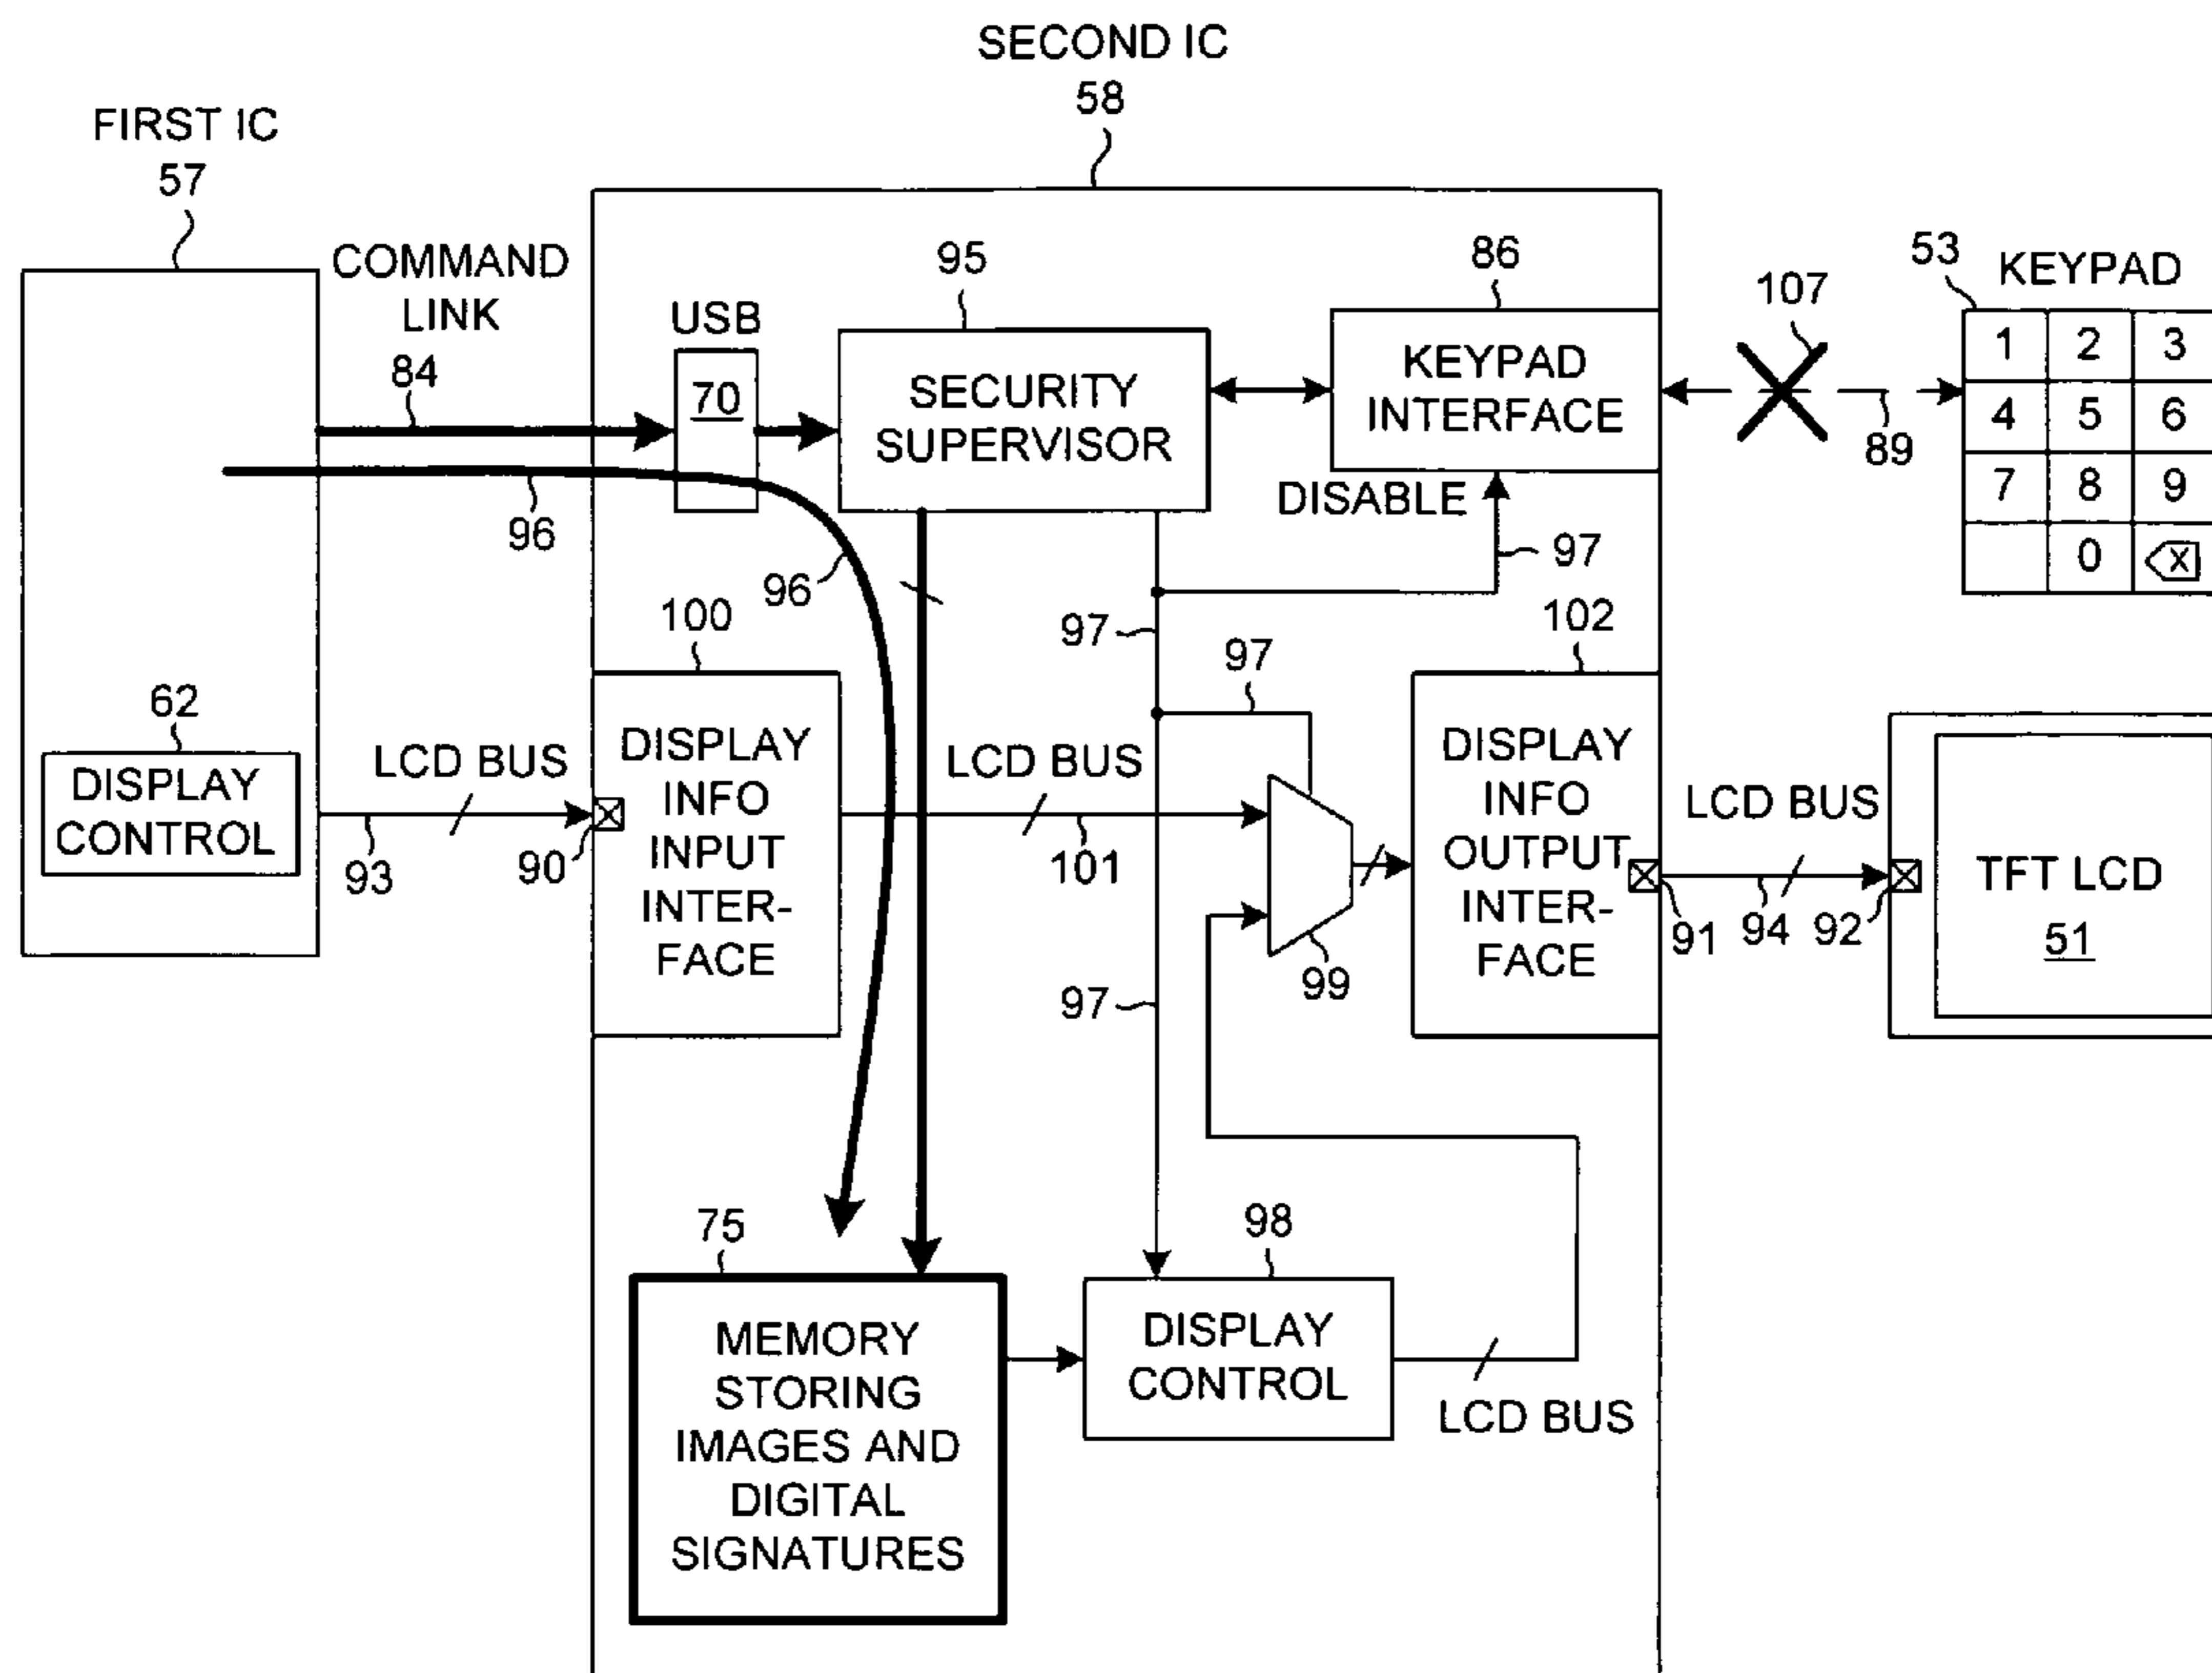 SECOND IC
58
FIRST IC
57
COMMAND
LINK
84
USB
70
95
SECURITY
SUPERVISOR
86
KEYPAD
INTERFACE
107
89
53
KEYPAD
1 2 3
4 5 6
7 8 9
0 X
DISABLE
97
96
96
97
97
97
100
DISPLAY
INFO
INPUT
INTER-
FACE
62
DISPLAY
CONTROL
LCD BUS
93
90
LCD BUS
101
99
102
DISPLAY
INFO
OUTPUT
INTER-
FACE
LCD BUS
91
94
92
TFT LCD
51
75
MEMORY
STORING
IMAGES AND
DIGITAL
SIGNATURES
98
DISPLAY
CONTROL
LCD BUS